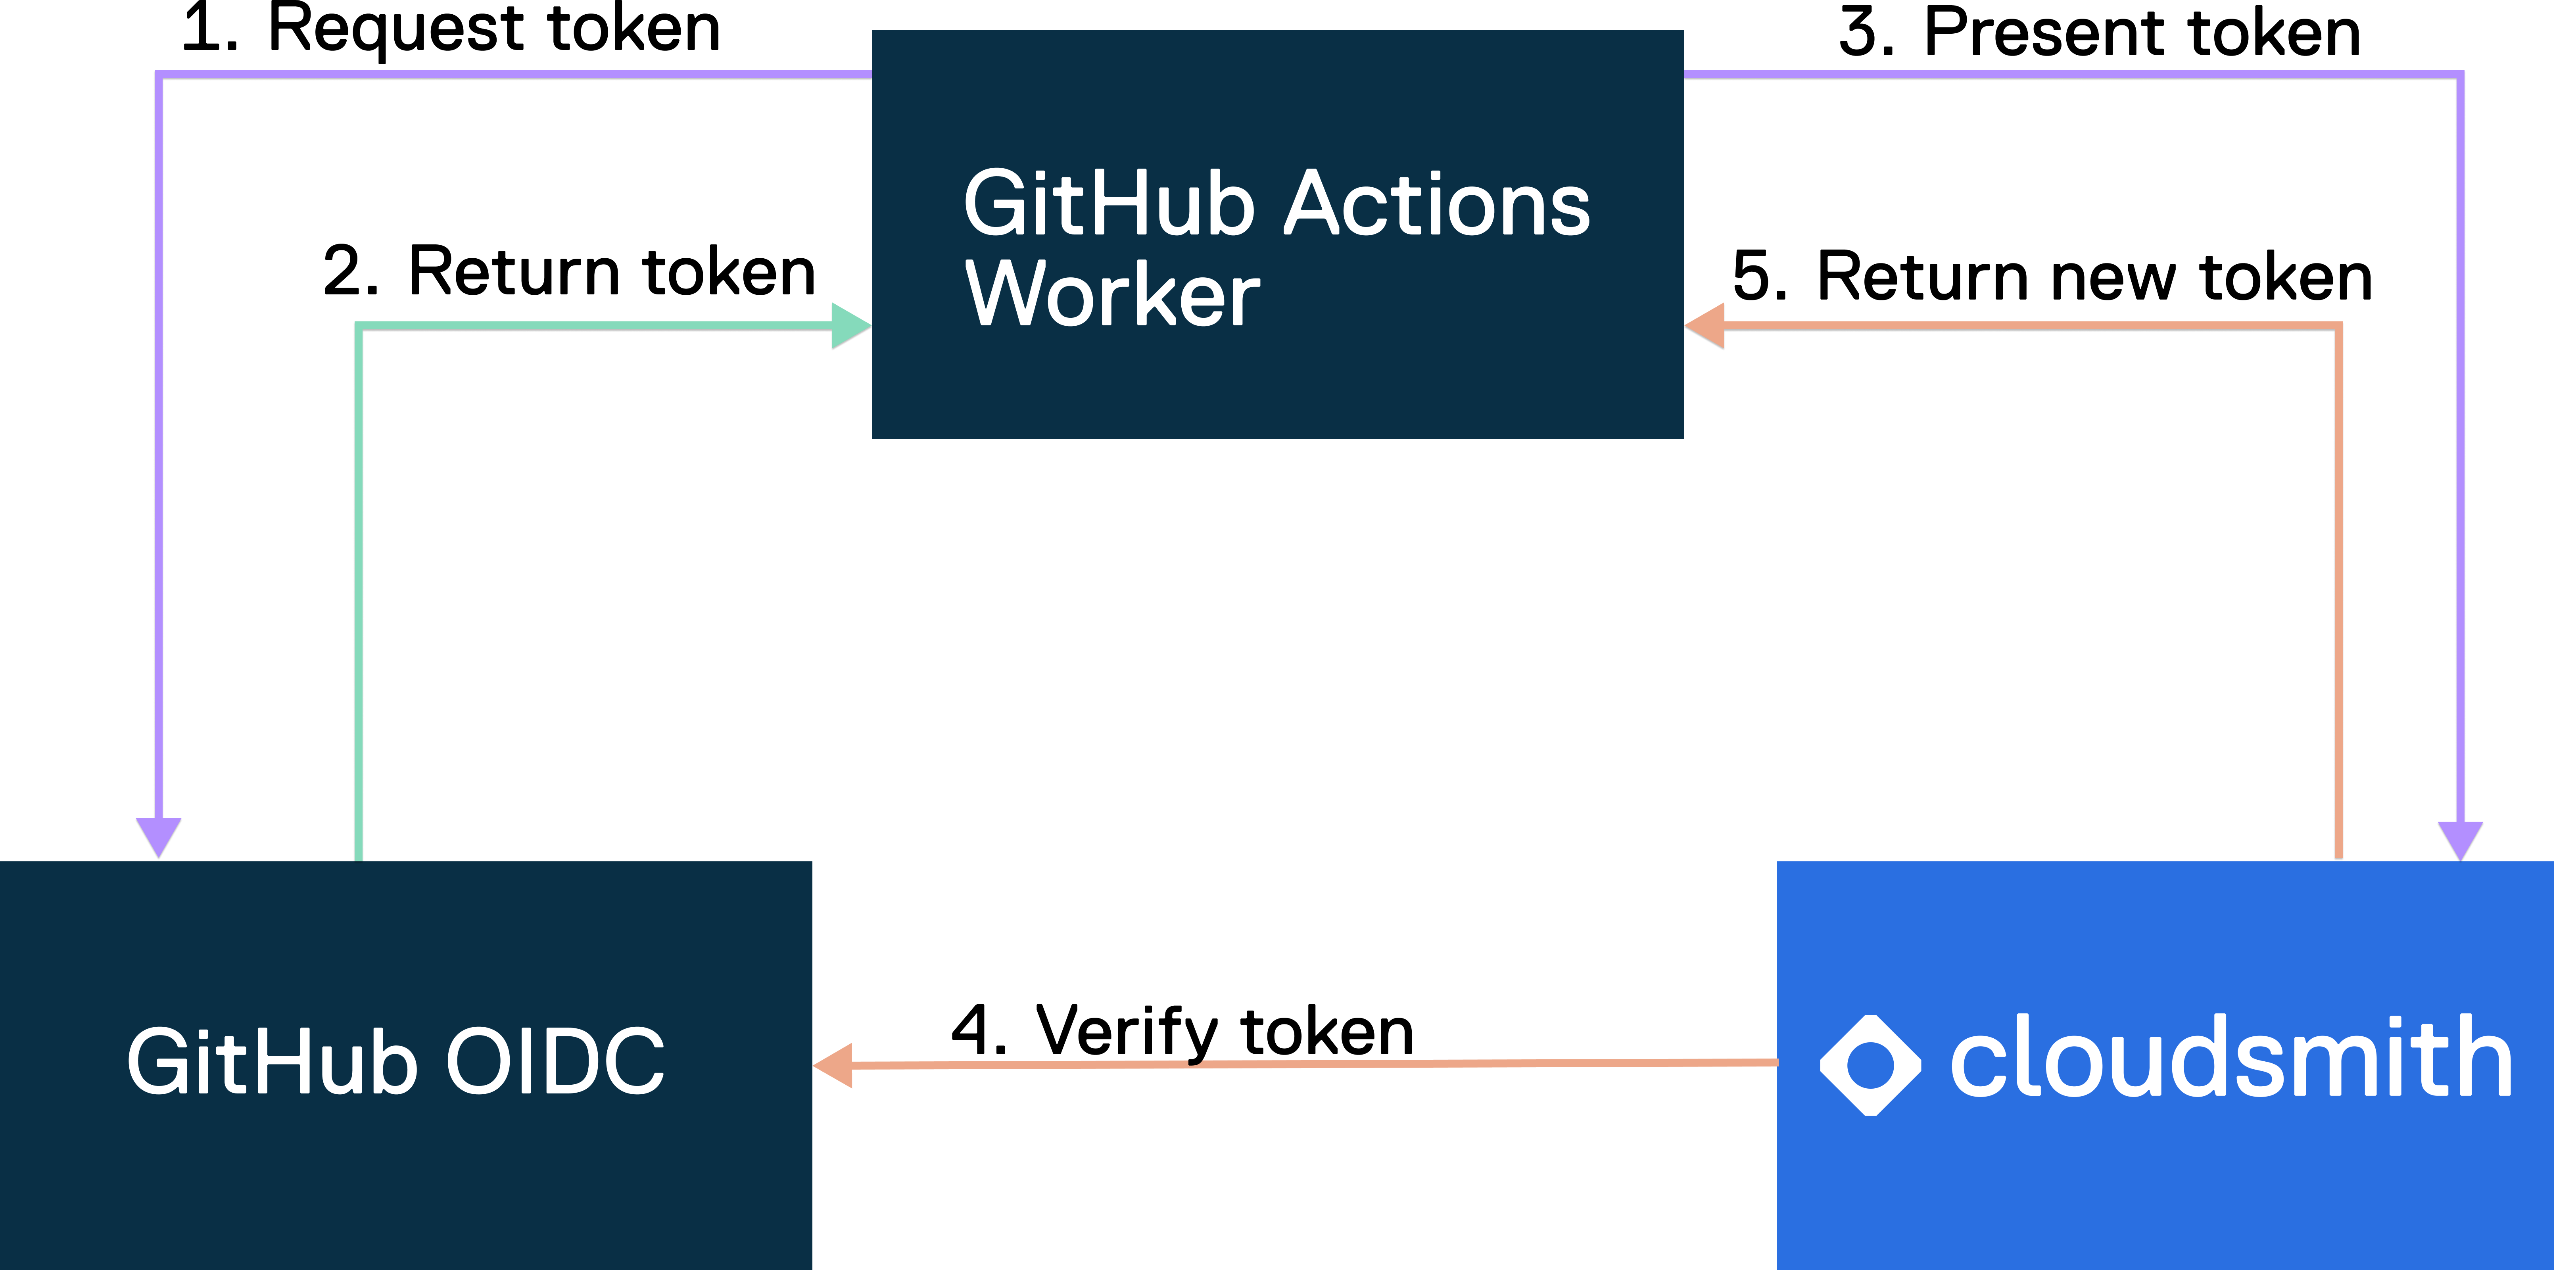 1. Request token
3. Present token
GitHub Actions
Worker
2. Return token
5. Return new token
4. Verify token
GitHub OIDC
cloudsmith